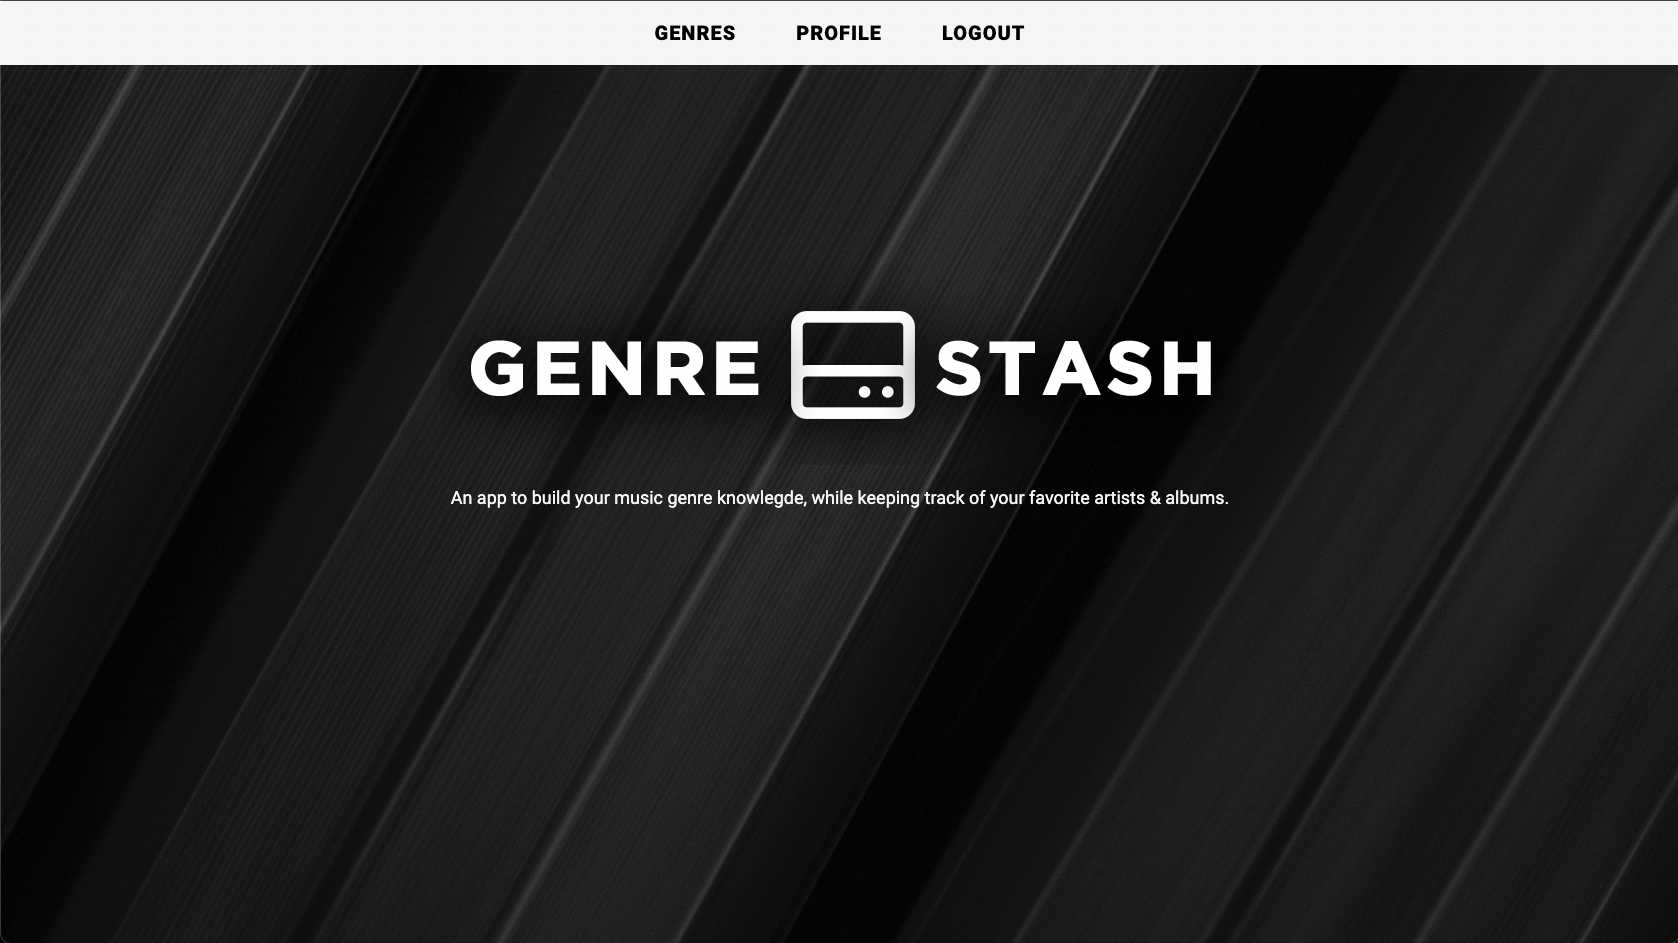 GENRES PROFILE LOGOUT
GENRE STASH
An app to build your music genre knowlegde, while keeping track of your favorite artists & albums.